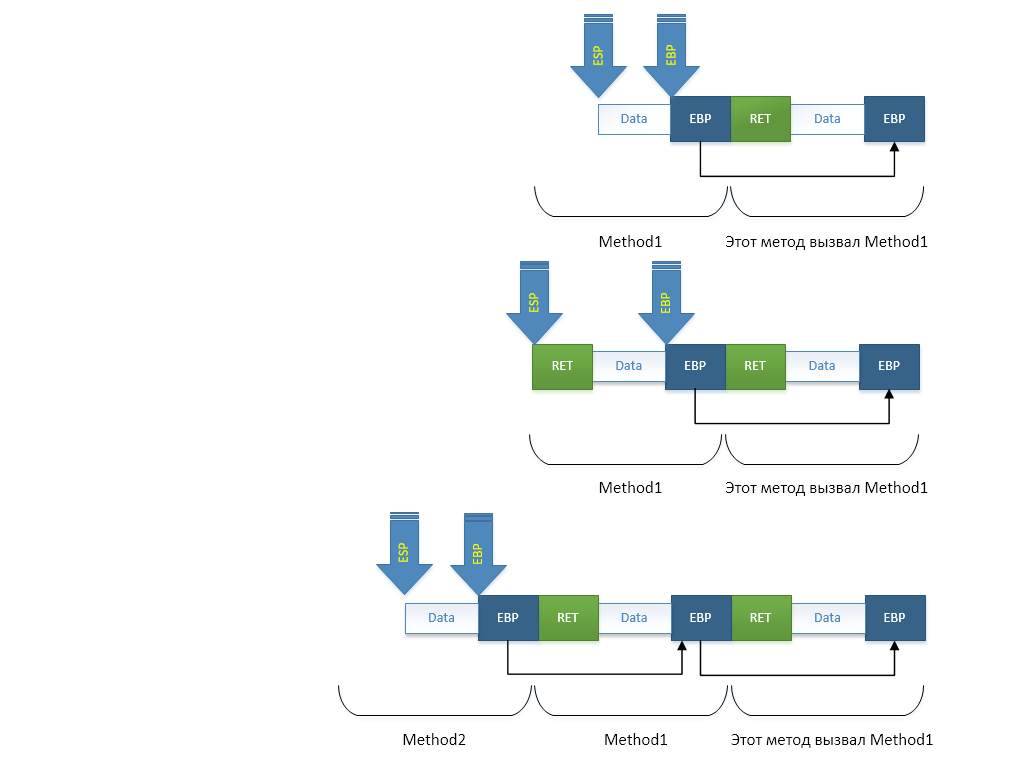 ESP EBP
Data EBP RET Data EBP
Method1 Этот метод вызвал Method1
ESP EBP
RET Data EBP RET Data EBP
Method1 Этот метод вызвал Method1
ESP EBP
Data EBP RET Data EBP RET Data EBP
Method2 Method1 Этот метод вызвал Method1